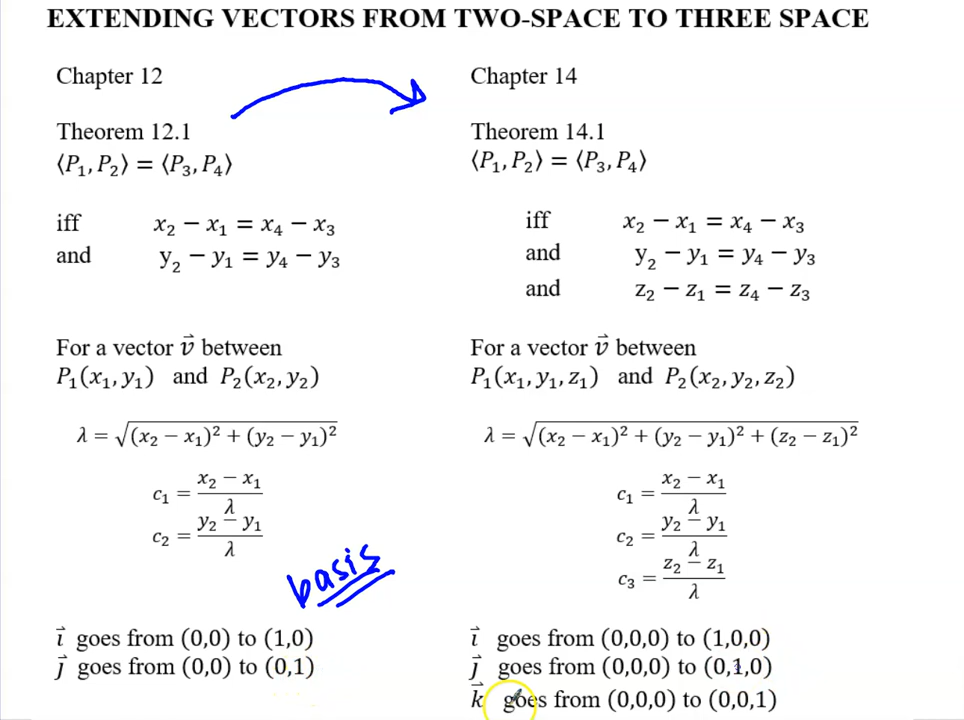 EXTENDING VECTORS FROM TWO-SPACE TO THREE SPACE
Chapter 12
Theorem 12.1
⟨P₁, P₂⟩ = ⟨P₃, P₄⟩
iff x₂ − x₁ = x₄ − x₃
and y₂ − y₁ = y₄ − y₃
For a vector v⃗ between
P₁(x₁, y₁) and P₂(x₂, y₂)
λ = √((x₂ − x₁)² + (y₂ − y₁)²)
c₁ = (x₂ − x₁)/λ
c₂ = (y₂ − y₁)/λ
basis
i⃗ goes from (0,0) to (1,0)
j⃗ goes from (0,0) to (0,1)
Chapter 14
Theorem 14.1
⟨P₁, P₂⟩ = ⟨P₃, P₄⟩
iff x₂ − x₁ = x₄ − x₃
and y₂ − y₁ = y₄ − y₃
and z₂ − z₁ = z₄ − z₃
For a vector v⃗ between
P₁(x₁, y₁, z₁) and P₂(x₂, y₂, z₂)
λ = √((x₂ − x₁)² + (y₂ − y₁)² + (z₂ − z₁)²)
c₁ = (x₂ − x₁)/λ
c₂ = (y₂ − y₁)/λ
c₃ = (z₂ − z₁)/λ
i⃗ goes from (0,0,0) to (1,0,0)
j⃗ goes from (0,0,0) to (0,1,0)
k⃗ goes from (0,0,0) to (0,0,1)